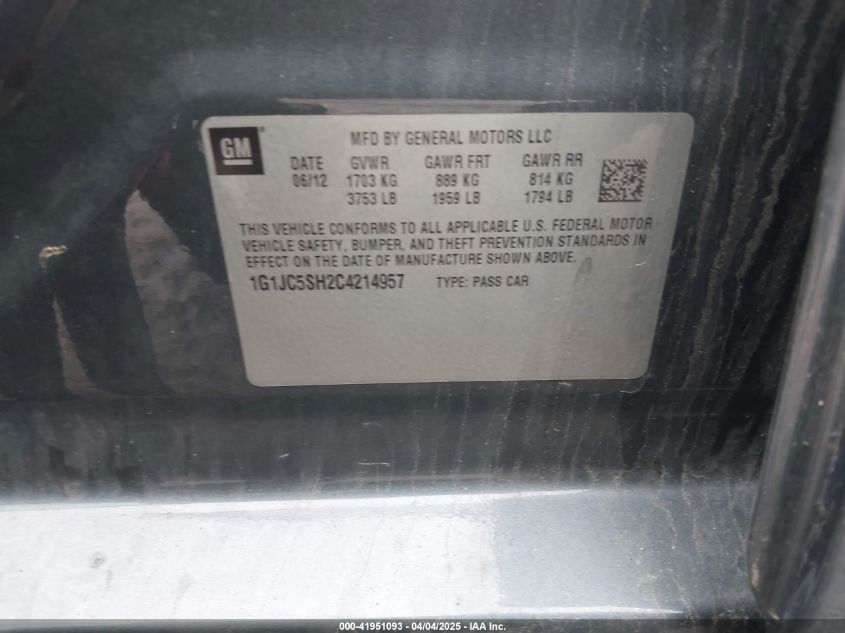 GM
MFD BY GENERAL MOTORS LLC
DATE GVWR GAWR FRT GAWR RR
06/12 1703 KG 889 KG 814 KG
3753 LB 1959 LB 1794 LB
THIS VEHICLE CONFORMS TO ALL APPLICABLE U.S. FEDERAL MOTOR
VEHICLE SAFETY, BUMPER, AND THEFT PREVENTION STANDARDS IN
EFFECT ON THE DATE OF MANUFACTURE SHOWN ABOVE.
1G1JC5SH2C4214957 TYPE: PASS CAR
000-41951093 - 04/04/2025 - IAA Inc.